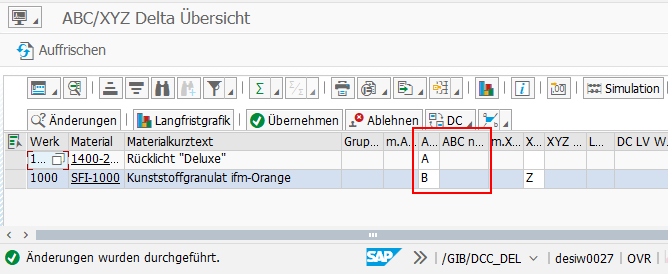 ABC/XYZ Delta Übersicht
Auffrischen
Simulation
Änderungen Langfristgrafik Übernehmen Ablehnen DC
Werk Material Materialkurztext Grup... m.A... A... ABC n... m.X... X... XYZ ... L... DC LV W...
1... 1400-2... Rücklicht "Deluxe" A
1000 SFI-1000 Kunststoffgranulat ifm-Orange B Z
Änderungen wurden durchgeführt. SAP /GIB/DCC_DEL desiw0027 OVR